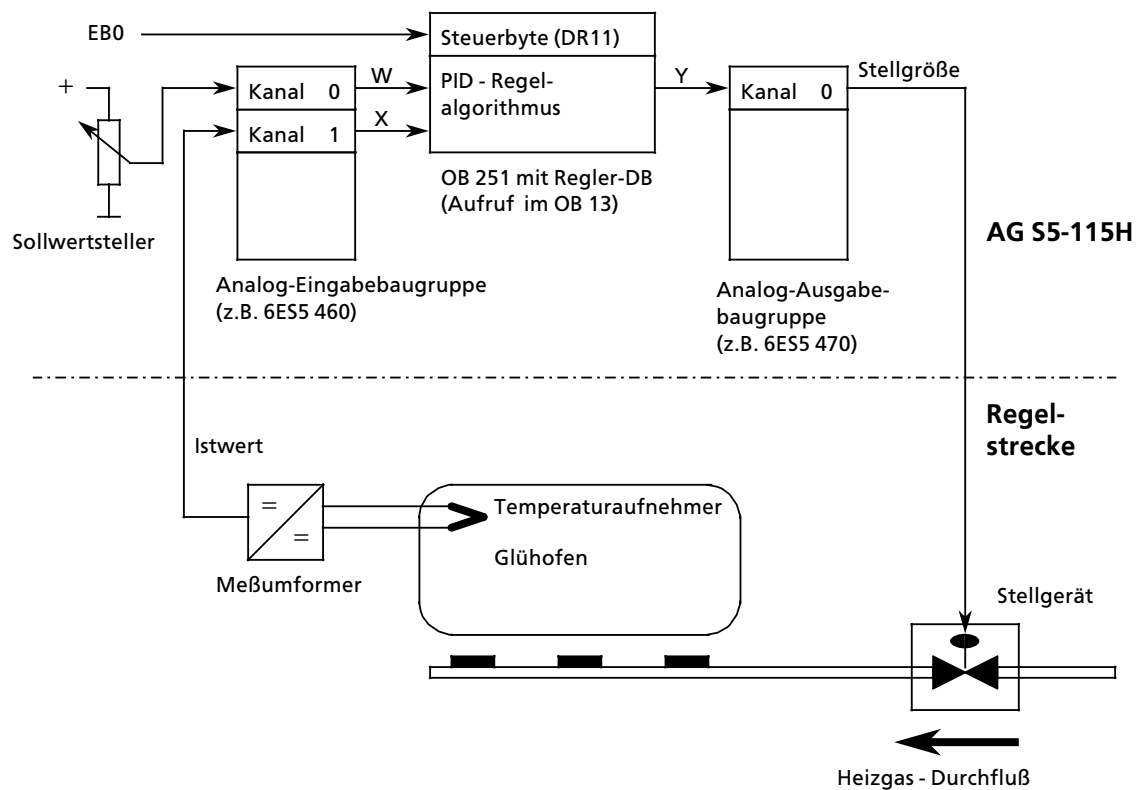 EB0
Steuerbyte (DR11)
+
Kanal 0
Kanal 1
W
X
PID - Regel-
algorithmus
Y
Kanal 0
Stellgröße
OB 251 mit Regler-DB
(Aufruf im OB 13)
Sollwertsteller
AG S5-115H
Analog-Eingabebaugruppe
(z.B. 6ES5 460)
Analog-Ausgabe-
baugruppe
(z.B. 6ES5 470)
Regel-
strecke
Istwert
=
=
Temperaturaufnehmer
Glühofen
Meßumformer
Stellgerät
Heizgas - Durchfluß